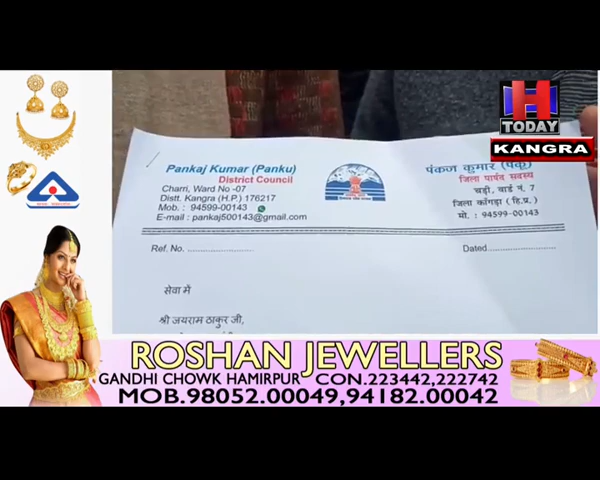 H
TODAY
KANGRA
Pankaj Kumar (Panku)
District Council
Charri, Ward No -07
Distt. Kangra (H.P.) 176217
Mob. : 94599-00143
E-mail : pankaj500143@gmail.com
पंकज कुमार (पंकू)
जिला पार्षद सदस्य
चड़ी, वार्ड नं. 7
जिला काँगड़ा (हि.प्र.)
मो. : 94599-00143
Ref. No. ........................
Dated........................
सेवा में
श्री जयराम ठाकुर जी,
ROSHAN JEWELLERS
GANDHI CHOWK HAMIRPUR CON.223442,222742
MOB.98052.00049,94182.00042